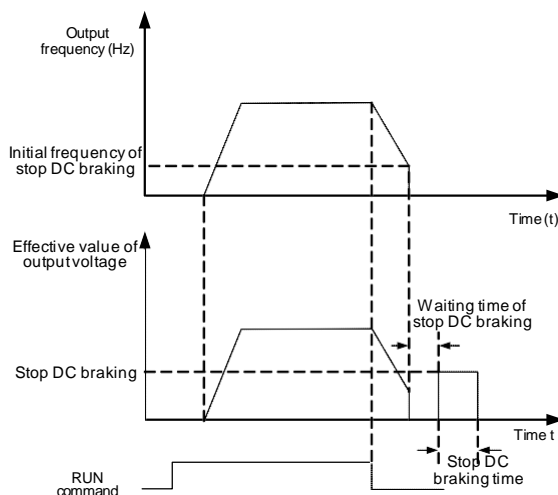 Output
frequency (Hz)
Initial frequency of
stop DC braking
Time (t)
Effective value of
output voltage
Waiting time of
stop DC braking
Stop DC braking
Time t
Stop DC
braking time
RUN
command